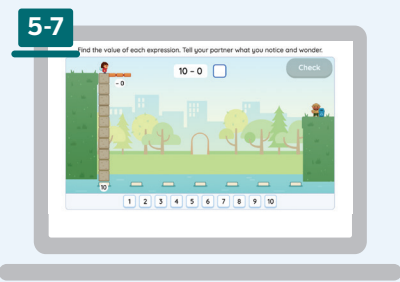 5-7
Find the value of each expression. Tell your partner what you notice and wonder.
10 - 0
Check
- 0
10
1 2 3 4 5 6 7 8 9 10